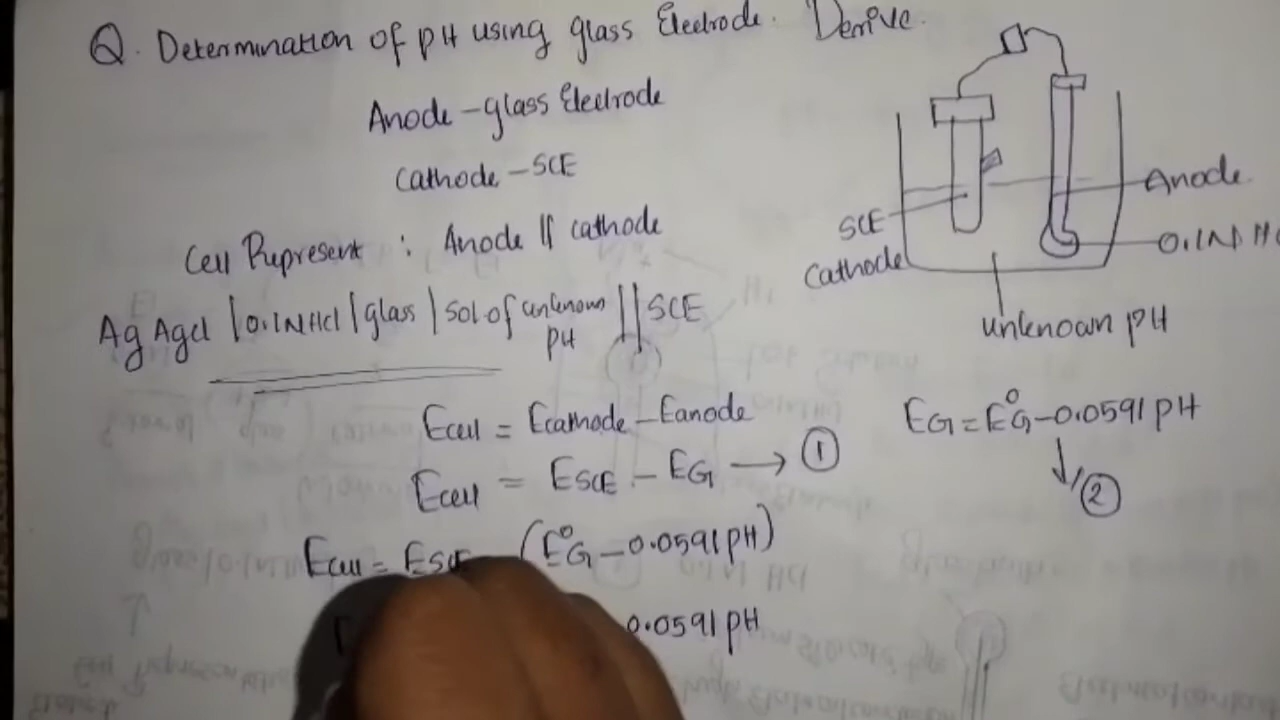 Q. Determination of pH using glass Electrode. Derive.
Anode - glass Electrode
Cathode - SCE
Cell Represent : Anode || cathode
Ag Agcl | 0.1N Hcl | glass | Sol of unknown pH || SCE
Ecell = Ecathode - Eanode
Ecell = ESCE - EG → ①
Ecell = ESCE (E°G - 0.0591 pH)
0.0591 pH
EG = E°G - 0.0591 pH
②
SCE
Cathode
Anode
0.1N H
unknown pH